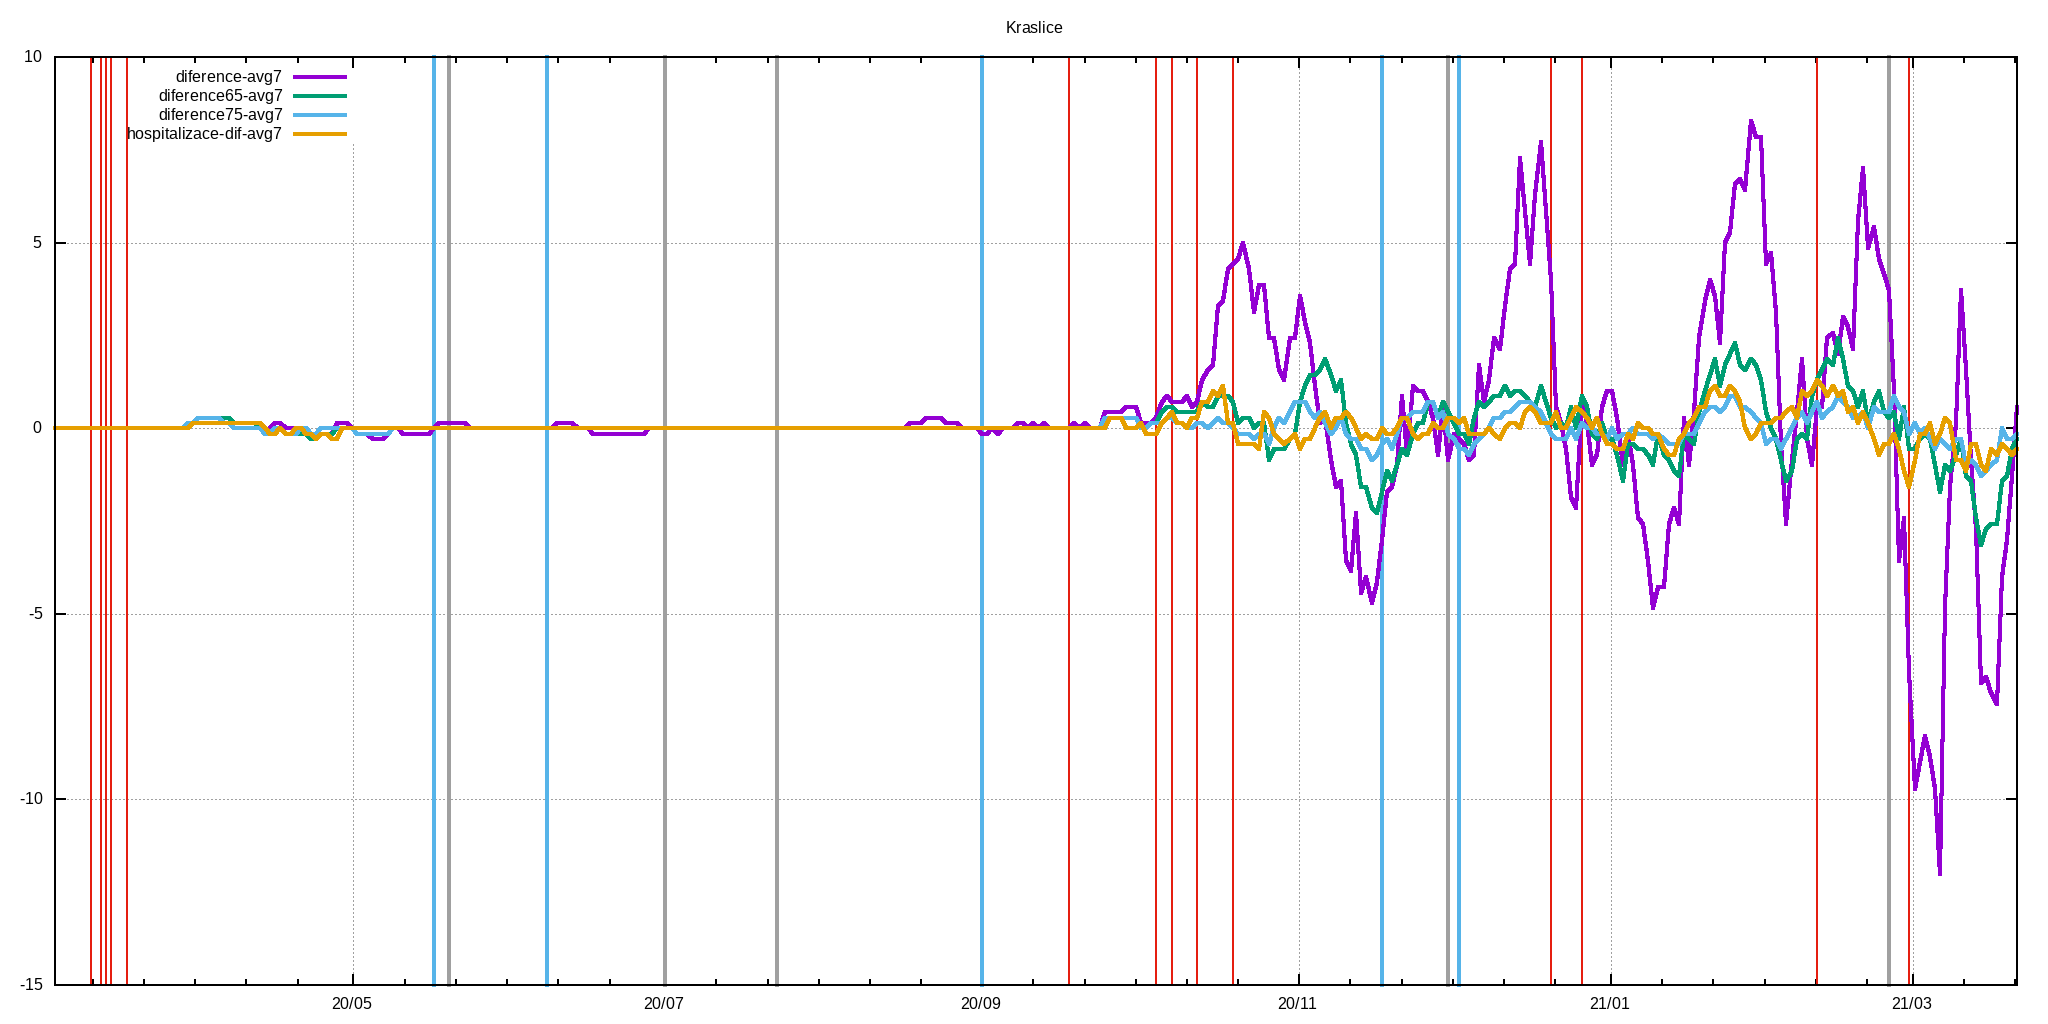 Kraslice
10
5
0
-5
-10
-15
diference-avg7
diference65-avg7
diference75-avg7
hospitalizace-dif-avg7
20/05 20/07 20/09 20/11 21/01 21/03